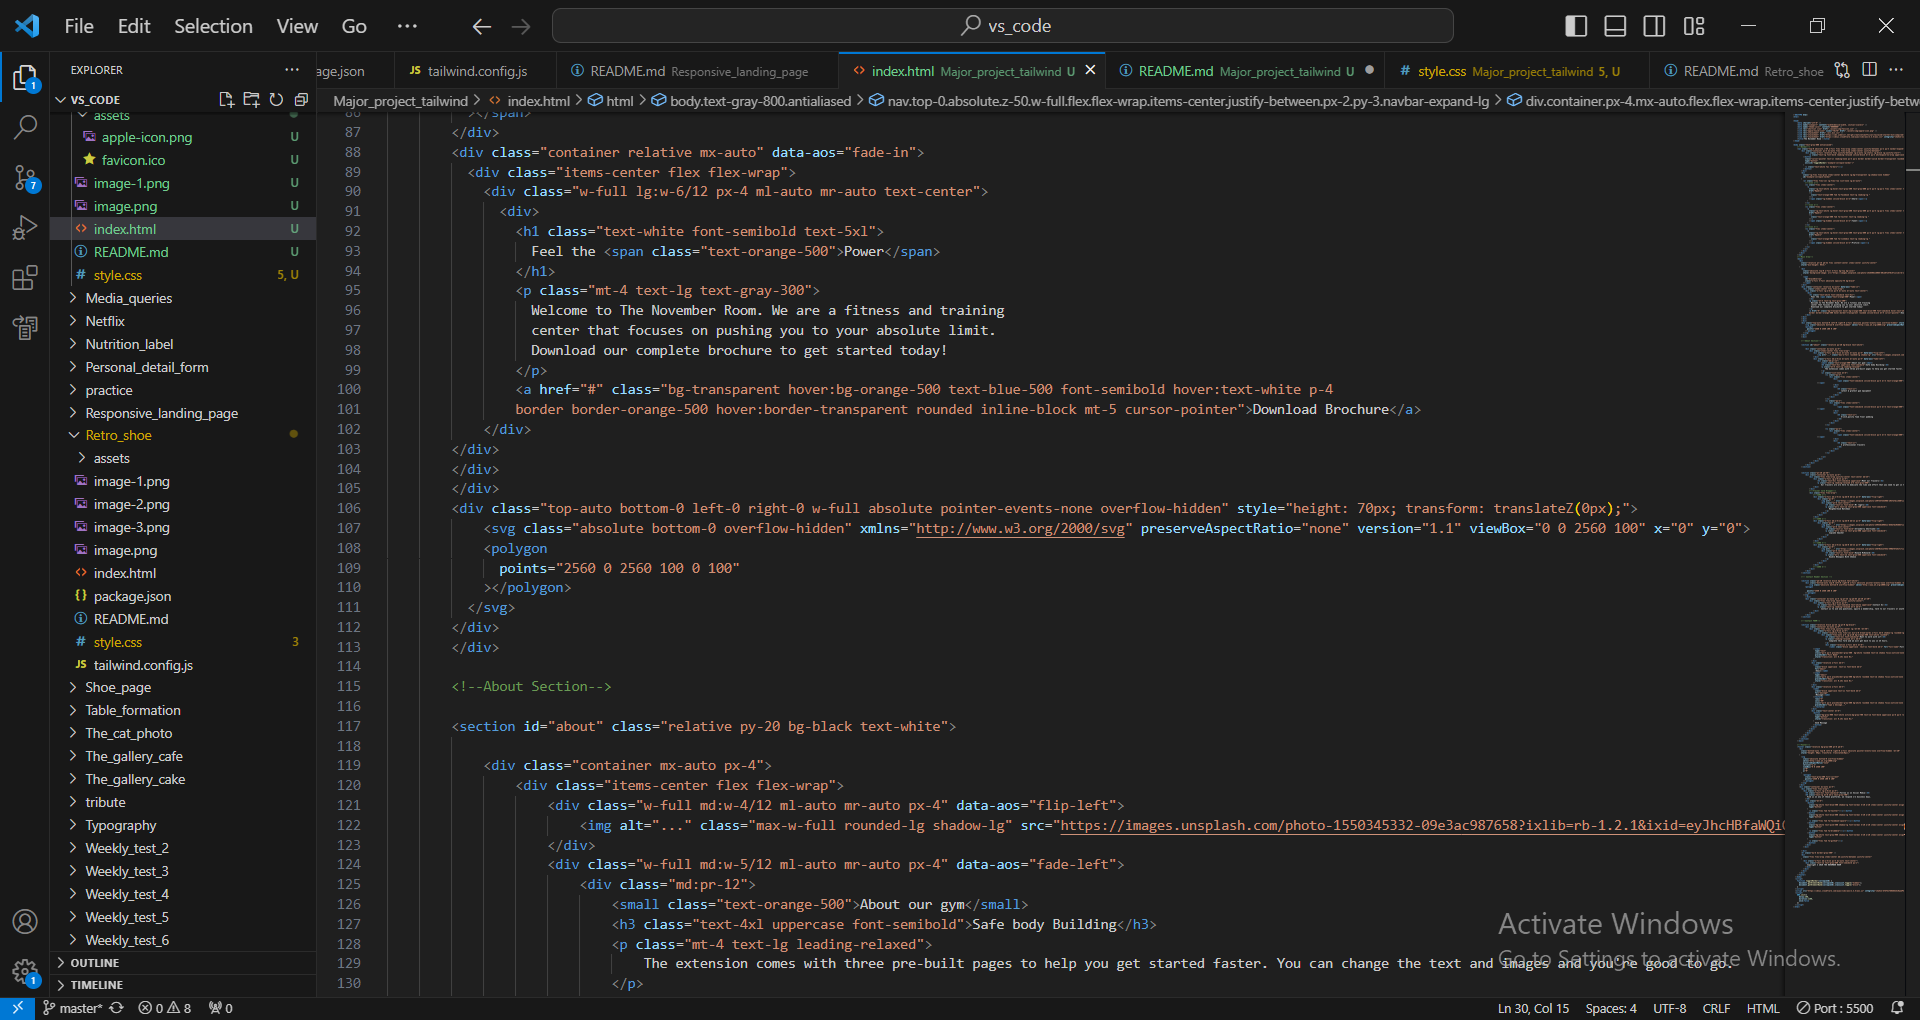 File Edit Selection View Go ··· vs_code
EXPLORER
age.json
JS tailwind.config.js
README.md Responsive_landing_page
<> index.html Major_project_tailwind U
README.md Major_project_tailwind U
# style.css Major_project_tailwind 5, U
README.md Retro_shoe
Major_project_tailwind > <> index.html > html > body.text-gray-800.antialiased > nav.top-0.absolute.z-50.w-full.flex.flex-wrap.items-center.justify-between.px-2.py-3.navbar-expand-lg > div.container.px-4.mx-auto.flex.flex-wrap.items-center.justify-betwe
VS_CODE
assets
apple-icon.png U
favicon.ico U
image-1.png U
image.png U
<> index.html U
README.md U
# style.css 5, U
Media_queries
Netflix
Nutrition_label
Personal_detail_form
practice
Responsive_landing_page
Retro_shoe
assets
image-1.png
image-2.png
image-3.png
image.png
<> index.html
{} package.json
README.md
# style.css 3
JS tailwind.config.js
Shoe_page
Table_formation
The_cat_photo
The_gallery_cafe
The_gallery_cake
tribute
Typography
Weekly_test_2
Weekly_test_3
Weekly_test_4
Weekly_test_5
Weekly_test_6
OUTLINE
TIMELINE
86 ></span>
87 </div>
88 <div class="container relative mx-auto" data-aos="fade-in">
89 <div class="items-center flex flex-wrap">
90 <div class="w-full lg:w-6/12 px-4 ml-auto mr-auto text-center">
91 <div>
92 <h1 class="text-white font-semibold text-5xl">
93 Feel the <span class="text-orange-500">Power</span>
94 </h1>
95 <p class="mt-4 text-lg text-gray-300">
96 Welcome to The November Room. We are a fitness and training
97 center that focuses on pushing you to your absolute limit.
98 Download our complete brochure to get started today!
99 </p>
100 <a href="#" class="bg-transparent hover:bg-orange-500 text-blue-500 font-semibold hover:text-white p-4
101 border border-orange-500 hover:border-transparent rounded inline-block mt-5 cursor-pointer">Download Brochure</a>
102 </div>
103 </div>
104 </div>
105 </div>
106 <div class="top-auto bottom-0 left-0 right-0 w-full absolute pointer-events-none overflow-hidden" style="height: 70px; transform: translateZ(0px);">
107 <svg class="absolute bottom-0 overflow-hidden" xmlns="http://www.w3.org/2000/svg" preserveAspectRatio="none" version="1.1" viewBox="0 0 2560 100" x="0" y="0">
108 <polygon
109 points="2560 0 2560 100 0 100"
110 ></polygon>
111 </svg>
112 </div>
113 </div>
114
115 <!--About Section-->
116
117 <section id="about" class="relative py-20 bg-black text-white">
118
119 <div class="container mx-auto px-4">
120 <div class="items-center flex flex-wrap">
121 <div class="w-full md:w-4/12 ml-auto mr-auto px-4" data-aos="flip-left">
122 <img alt="..." class="max-w-full rounded-lg shadow-lg" src="https://images.unsplash.com/photo-1550345332-09e3ac987658?ixlib=rb-1.2.1&ixid=eyJhcHBfaWQiO
123 </div>
124 <div class="w-full md:w-5/12 ml-auto mr-auto px-4" data-aos="fade-left">
125 <div class="md:pr-12">
126 <small class="text-orange-500">About our gym</small>
127 <h3 class="text-4xl uppercase font-semibold">Safe body Building</h3>
128 <p class="mt-4 text-lg leading-relaxed">
129 The extension comes with three pre-built pages to help you get started faster. You can change the text and images and you're good to go.
130 </p>
Activate Windows
Go to Settings to activate Windows.
1
7
1
master* 0 8 0
Ln 30, Col 15 Spaces: 4 UTF-8 CRLF HTML Port : 5500